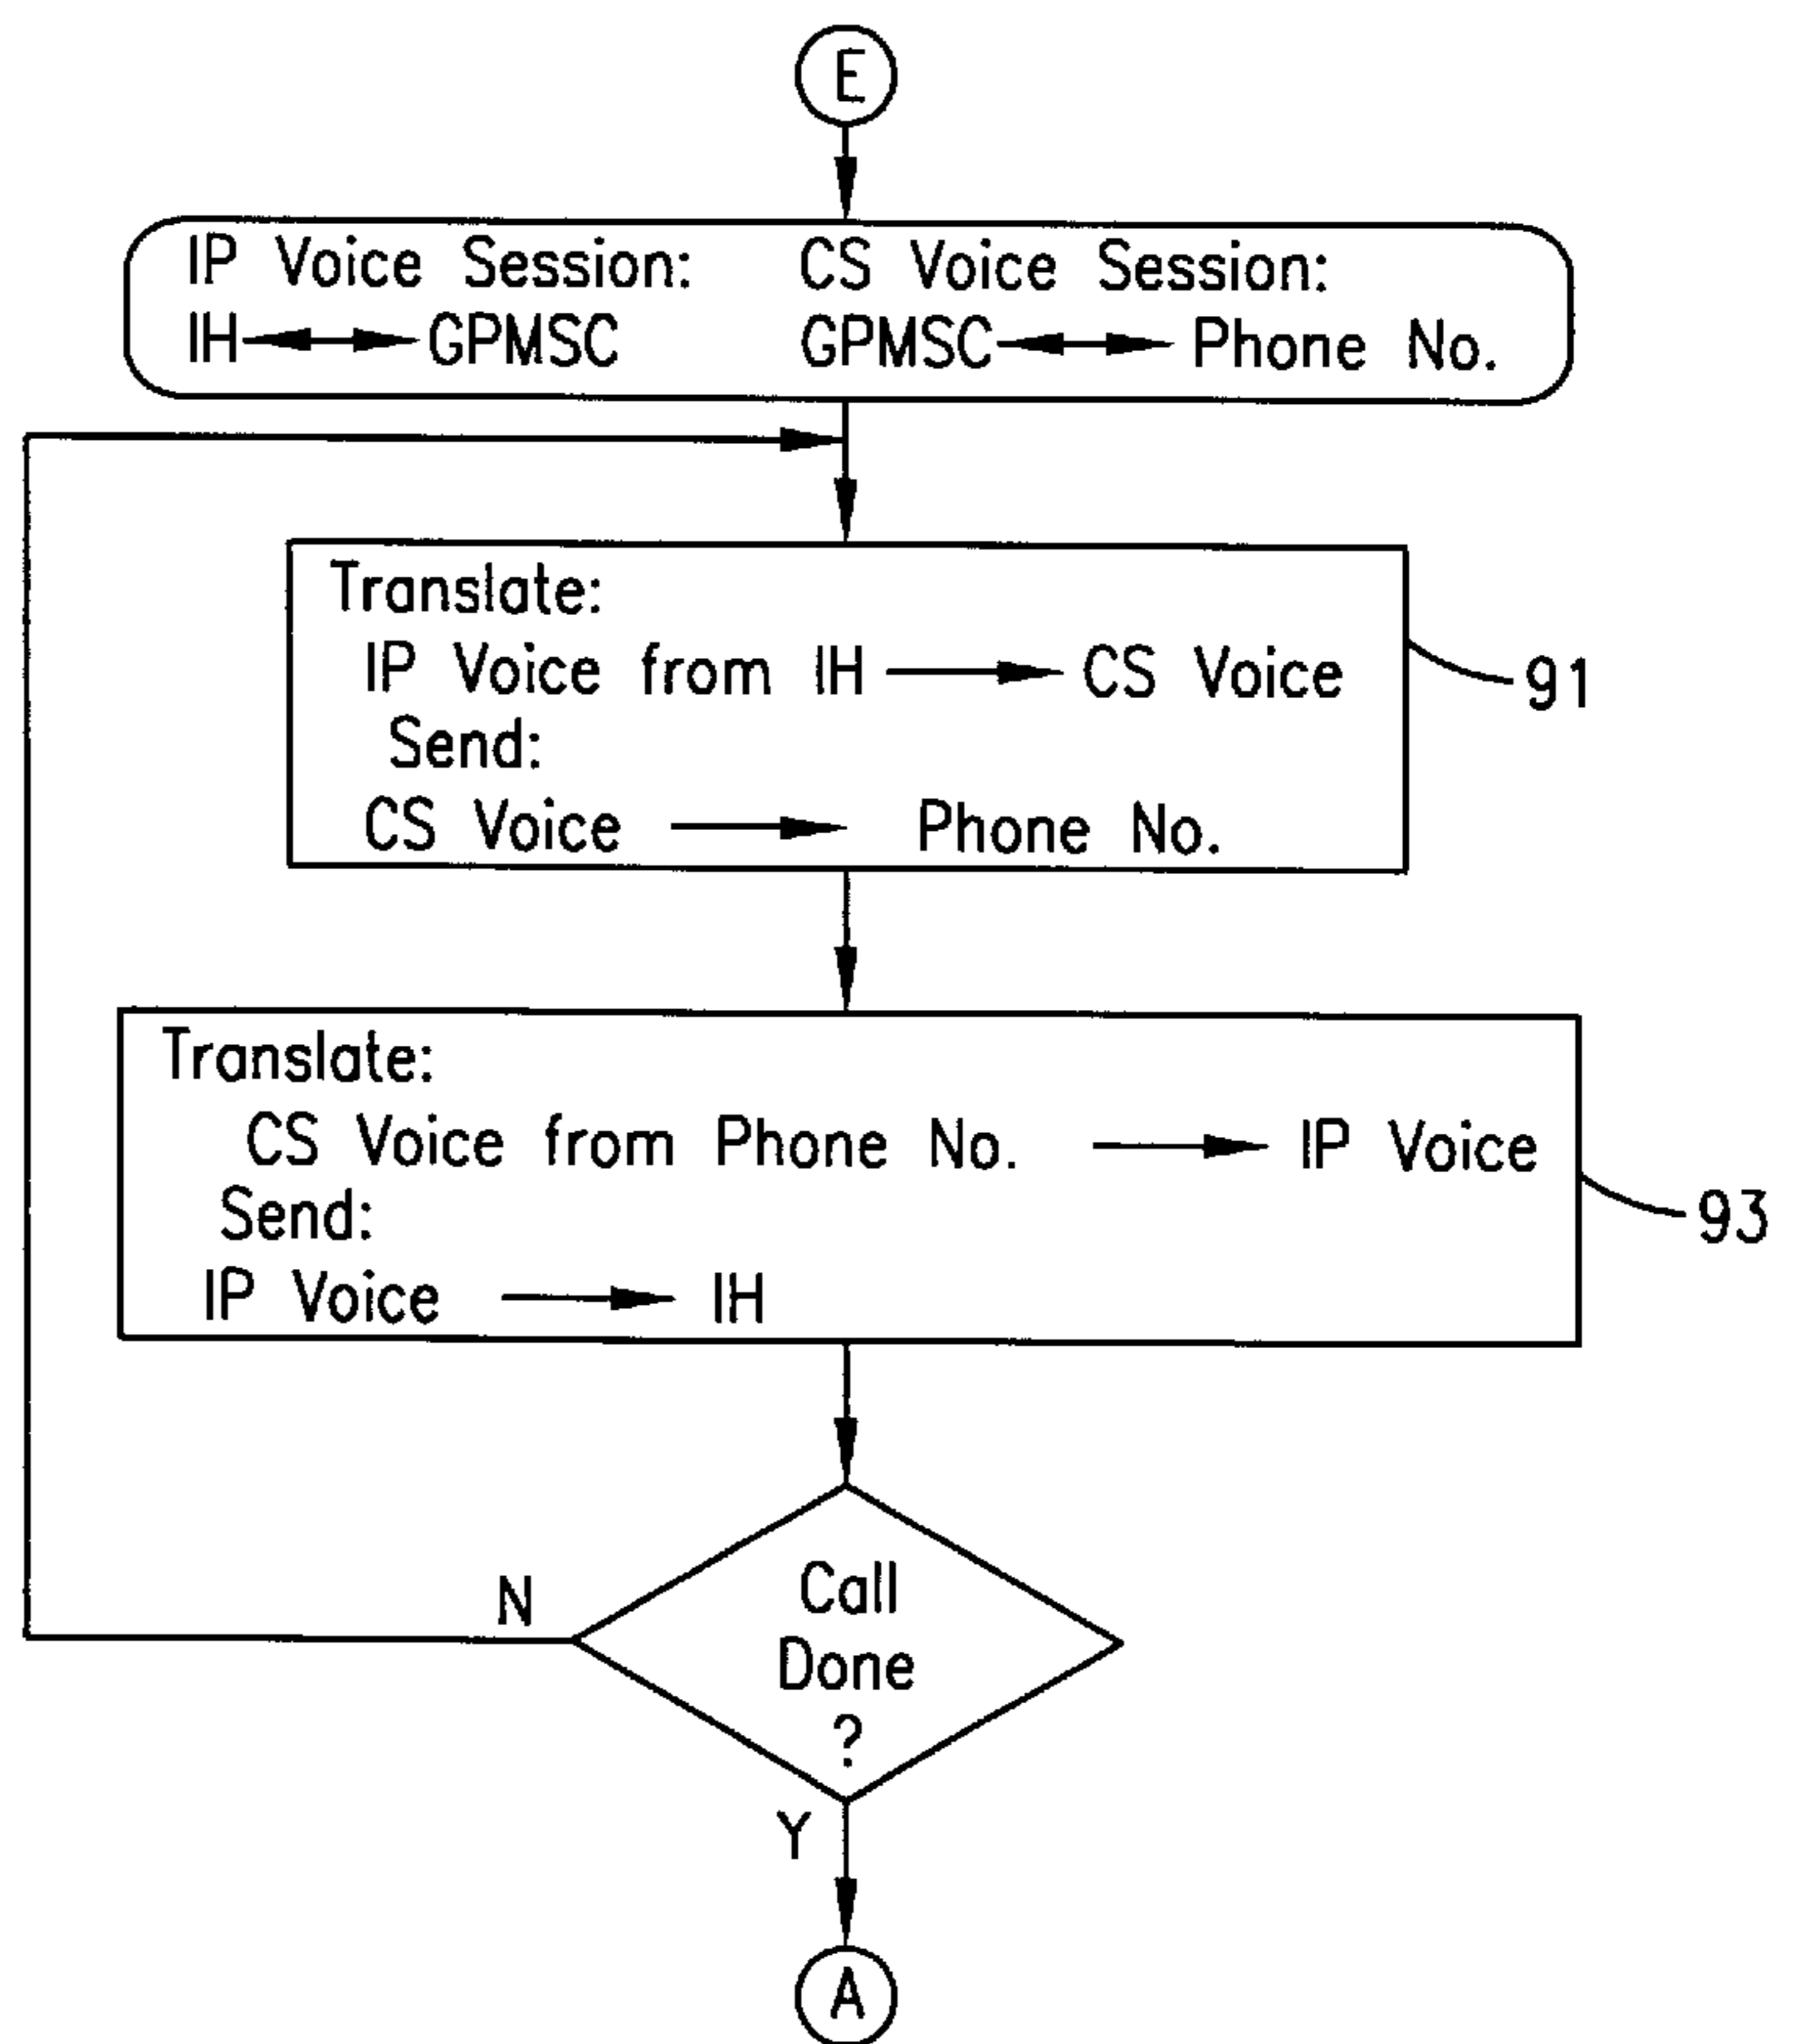 E
IP Voice Session: CS Voice Session:
IH GPMSC GPMSC Phone No.
Translate:
IP Voice from IH CS Voice
91
Send:
CS Voice Phone No.
Translate:
CS Voice from Phone No. IP Voice
Send:
93
IP Voice IH
Call
Done
?
N
Y
A